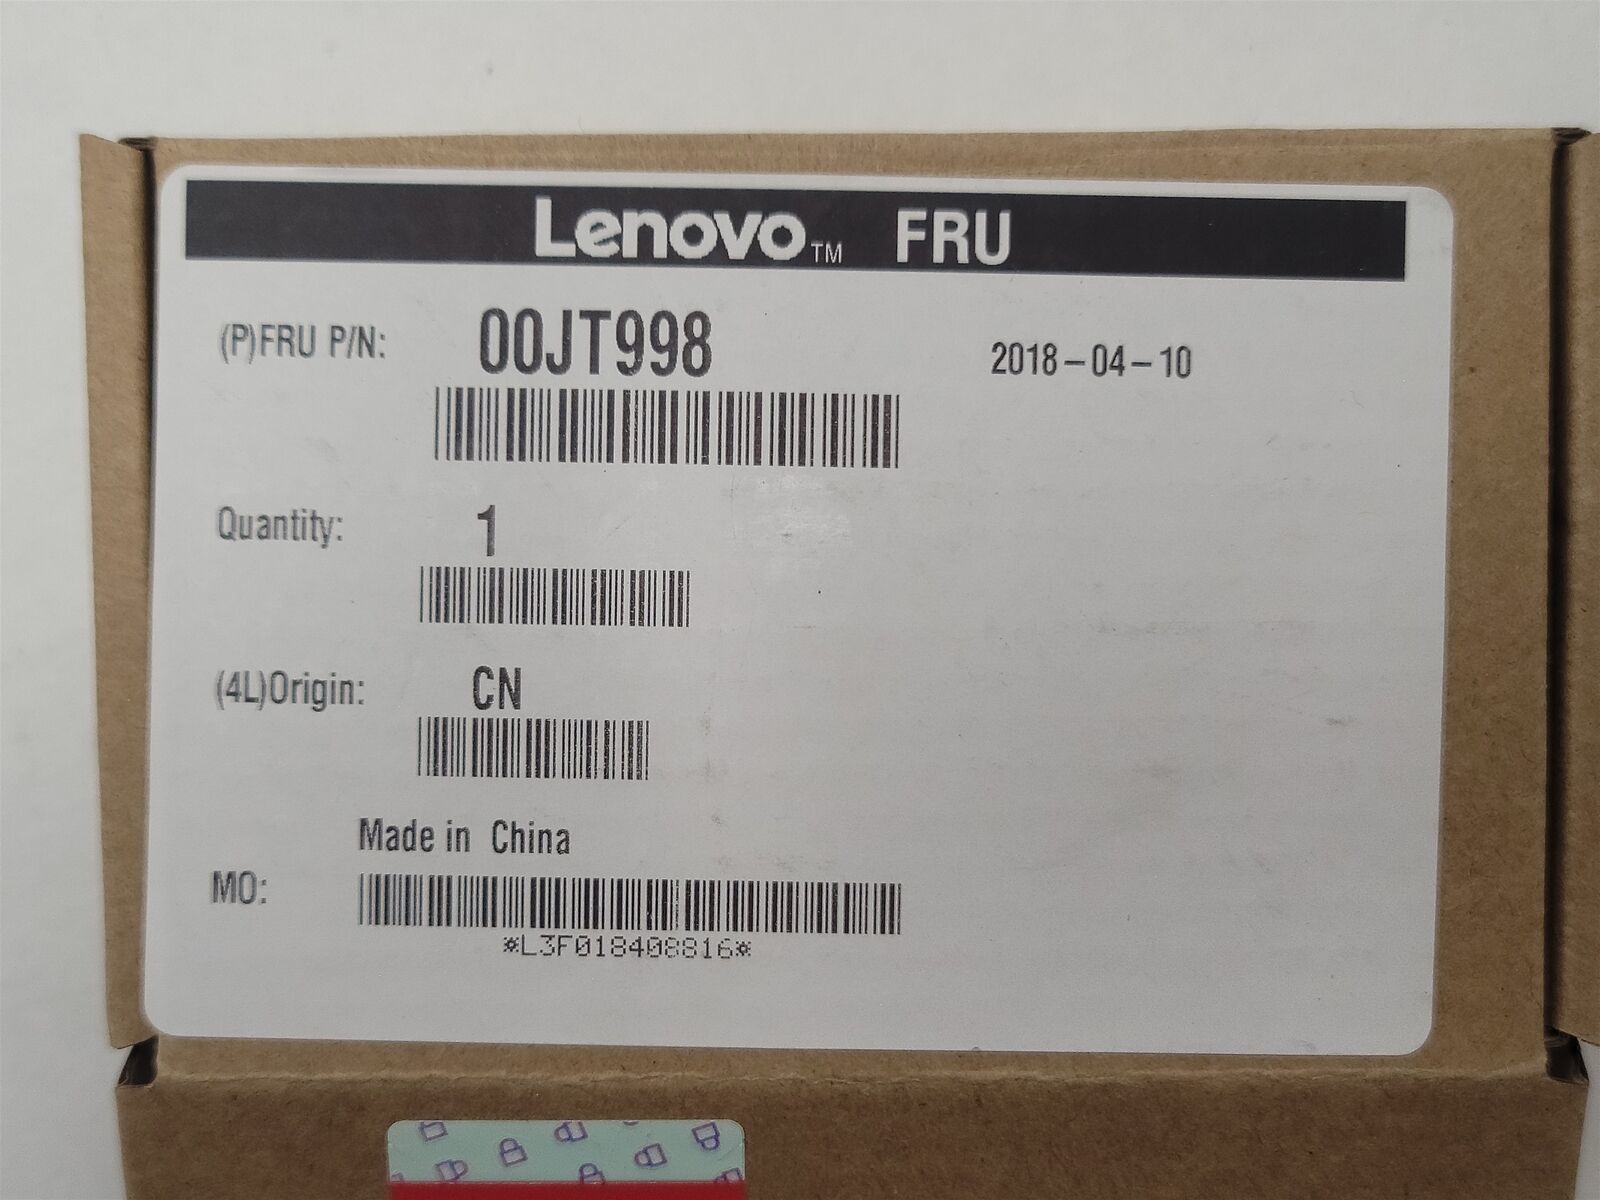 Lenovo™ FRU
(P)FRU P/N: 00JT998 2018-04-10
Quantity: 1
(4L)Origin: CN
Made in China
MO:
*L3F018408816*